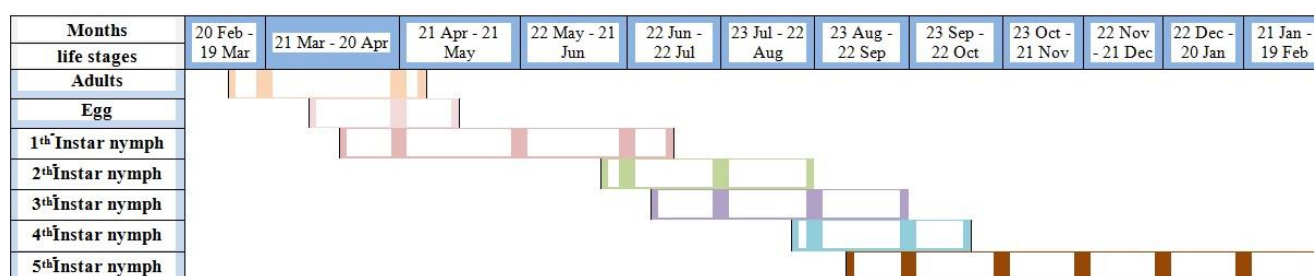 Months
life stages
20 Feb -
19 Mar
21 Mar - 20 Apr
21 Apr - 21
May
22 May - 21
Jun
22 Jun -
22 Jul
23 Jul - 22
Aug
23 Aug -
22 Sep
23 Sep -
22 Oct
23 Oct -
21 Nov
22 Nov
- 21 Dec
22 Dec -
20 Jan
21 Jan -
19 Feb
Adults
Egg
1th Instar nymph
2th Instar nymph
3th Instar nymph
4th Instar nymph
5th Instar nymph